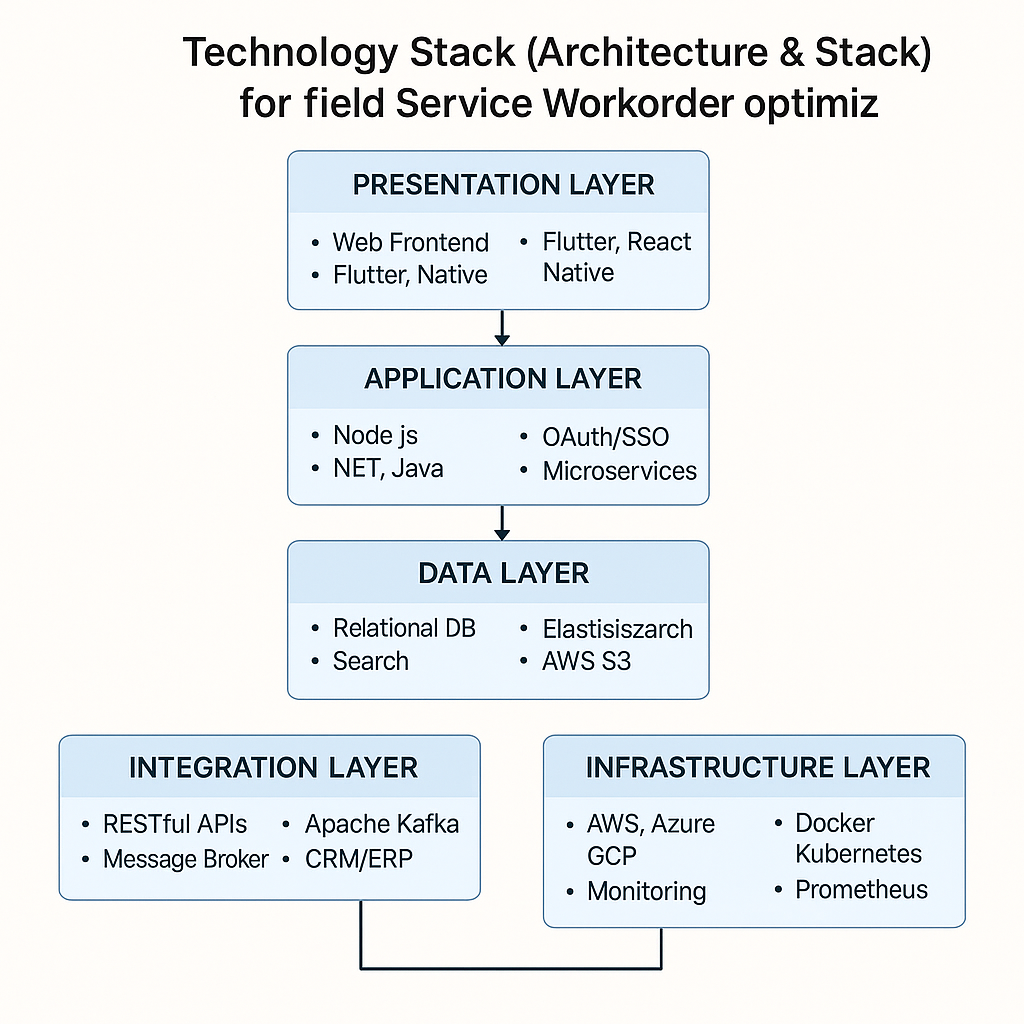 Technology Stack (Architecture & Stack)
for field Service Workorder optimiz
PRESENTATION LAYER
• Web Frontend
• Flutter, Native
• Flutter, React
Native
APPLICATION LAYER
• Node js
• NET, Java
• OAuth/SSO
• Microservices
DATA LAYER
• Relational DB
• Search
• Elastisiszarch
• AWS S3
INTEGRATION LAYER
• RESTful APIs
• Message Broker
• Apache Kafka
• CRM/ERP
INFRASTRUCTURE LAYER
• AWS, Azure
GCP
• Monitoring
• Docker
Kubernetes
• Prometheus